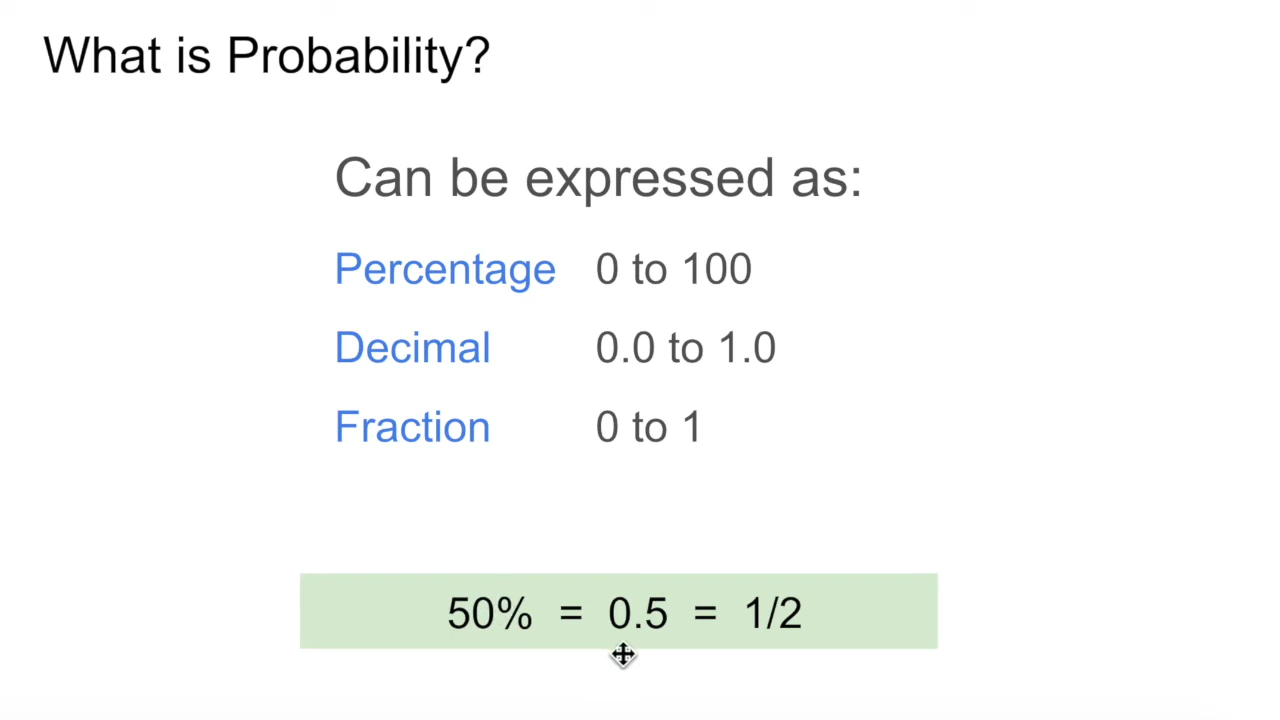 What is Probability?
Can be expressed as:
Percentage 0 to 100
Decimal 0.0 to 1.0
Fraction 0 to 1
50% = 0.5 = 1/2